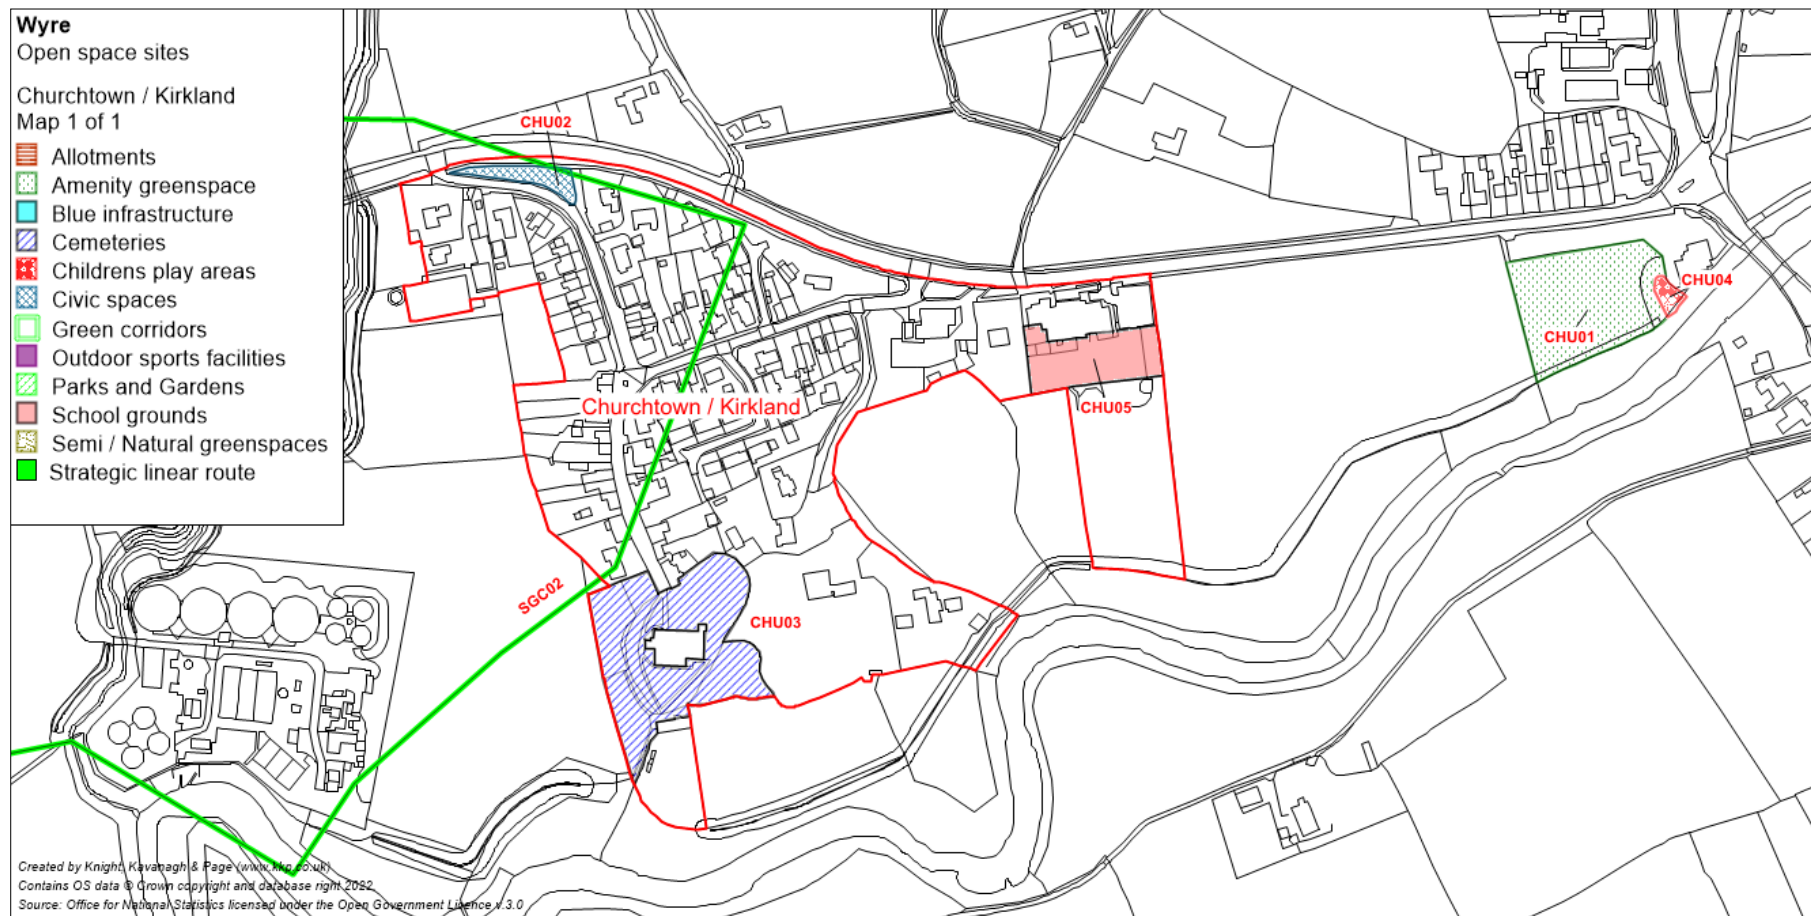 Wyre
Open space sites
Churchtown / Kirkland
Map 1 of 1
Allotments
Amenity greenspace
Blue infrastructure
Cemeteries
Childrens play areas
Civic spaces
Green corridors
Outdoor sports facilities
Parks and Gardens
School grounds
Semi / Natural greenspaces
Strategic linear route
CHU02
CHU04
CHU01
Churchtown / Kirkland
CHU05
SGC02
CHU03
Created by Knight, Kavanagh & Page (www.kkp.co.uk)
Contains OS data © Crown copyright and database right 2022
Source: Office for National Statistics licensed under the Open Government Licence v.3.0